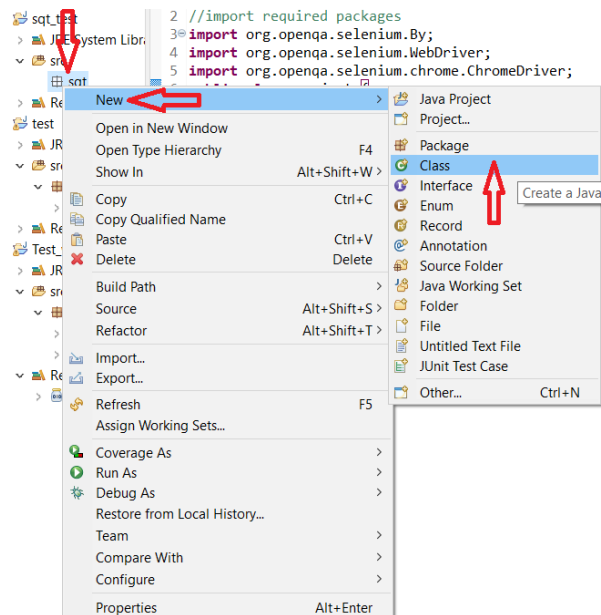 sqt_test
JRE System Libra
src
sqt
Re
test
JR
src
Re
Test_
JR
src
Re
2 //import required packages
3 import org.openqa.selenium.By;
4 import org.openqa.selenium.WebDriver;
5 import org.openqa.selenium.chrome.ChromeDriver;
New
Open in New Window
Open Type Hierarchy F4
Show In Alt+Shift+W
Copy Ctrl+C
Copy Qualified Name
Paste Ctrl+V
Delete Delete
Build Path
Source Alt+Shift+S
Refactor Alt+Shift+T
Import...
Export...
Refresh F5
Assign Working Sets...
Coverage As
Run As
Debug As
Restore from Local History...
Team
Compare With
Configure
Properties Alt+Enter
Java Project
Project...
Package
Class
Interface
Enum
Record
Annotation
Source Folder
Java Working Set
Folder
File
Untitled Text File
JUnit Test Case
Other... Ctrl+N
Create a Java